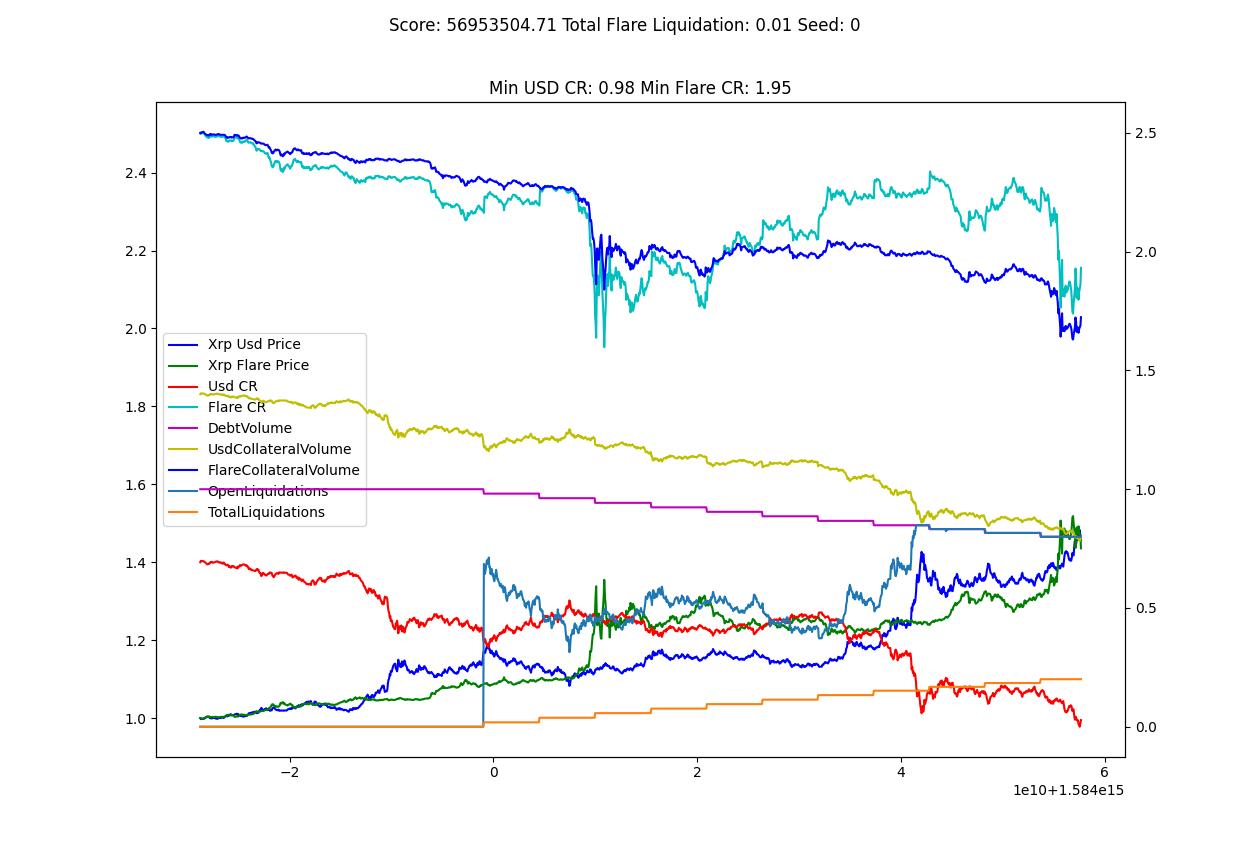 Score: 56953504.71 Total Flare Liquidation: 0.01 Seed: 0
Min USD CR: 0.98 Min Flare CR: 1.95
2.4
2.2
2.0
1.8
1.6
1.4
1.2
1.0
2.5
2.0
1.5
1.0
0.5
0.0
Xrp Usd Price
Xrp Flare Price
Usd CR
Flare CR
DebtVolume
UsdCollateralVolume
FlareCollateralVolume
OpenLiquidations
TotalLiquidations
−2 0 2 4 6
1e10+1.584e15